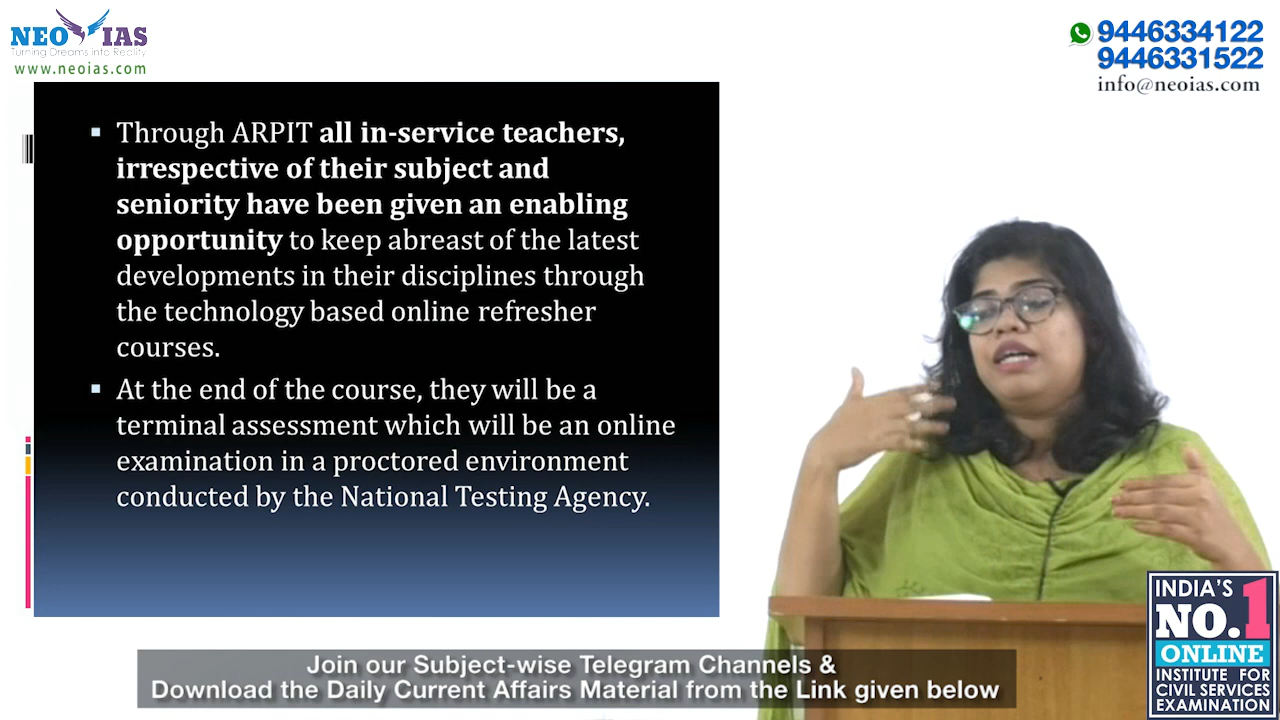 NEO IAS
Turning Dreams into Reality
www.neoias.com
9446334122
9446331522
info@neoias.com
Through ARPIT all in-service teachers,
irrespective of their subject and
seniority have been given an enabling
opportunity to keep abreast of the latest
developments in their disciplines through
the technology based online refresher
courses.
At the end of the course, they will be a
terminal assessment which will be an online
examination in a proctored environment
conducted by the National Testing Agency.
INDIA'S
NO.1
ONLINE
INSTITUTE FOR
CIVIL SERVICES
EXAMINATION
Join our Subject-wise Telegram Channels &
Download the Daily Current Affairs Material from the Link given below